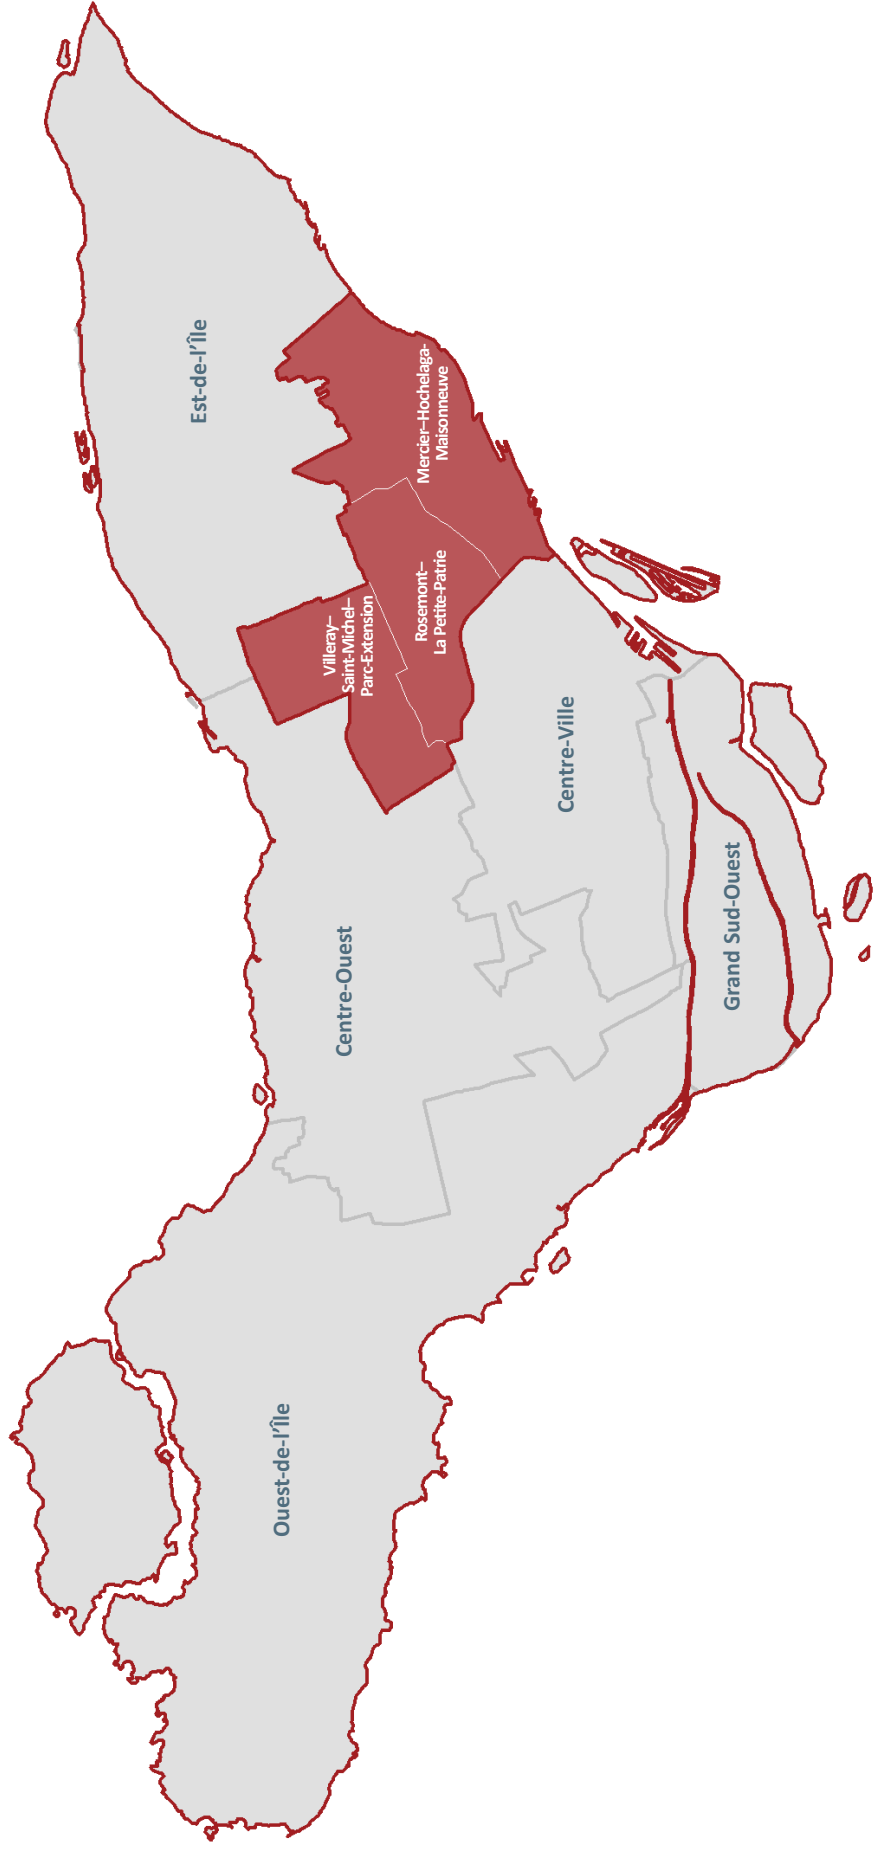 Ouest-de-l'Île
Centre-Ouest
Grand Sud-Ouest
Centre-Ville
Villeray–
Saint-Michel–
Parc-Extension
Rosemont–
La Petite-Patrie
Mercier–Hochelaga-
Maisonneuve
Est-de-l'Île